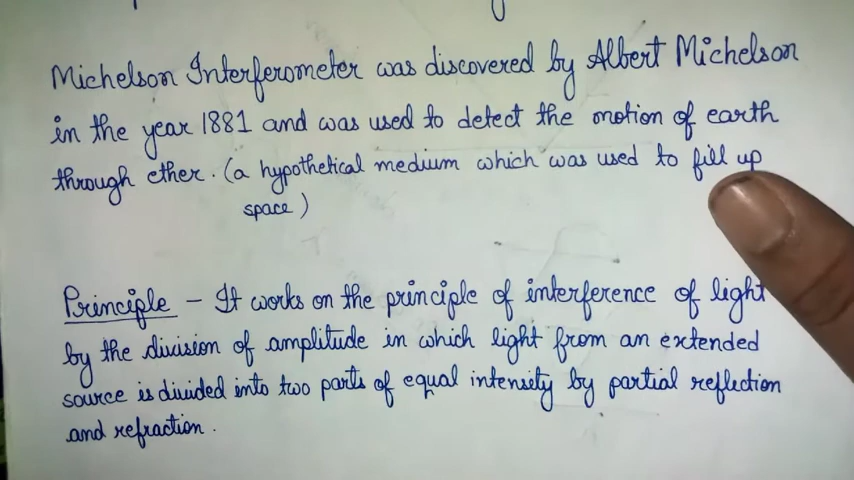 Michelson Interferometer was discovered by Albert Michelson
in the year 1881 and was used to detect the motion of earth
through ether. (a hypothetical medium which was used to fill up
space)
Principle - It works on the principle of interference of light
by the division of amplitude in which light from an extended
source is divided into two parts of equal intensity by partial reflection
and refraction.